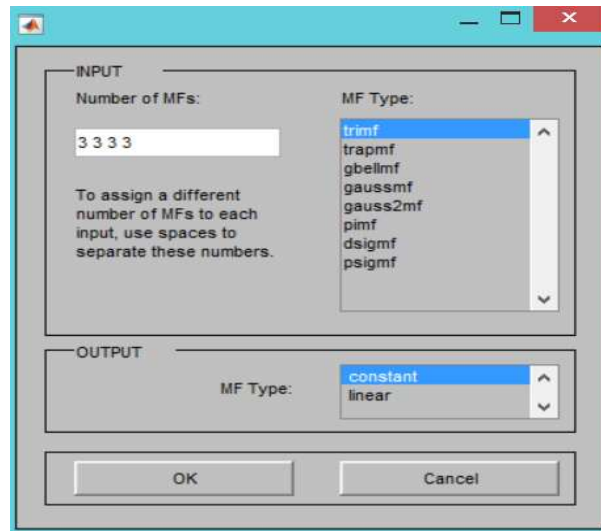 INPUT
Number of MFs:
3 3 3 3
To assign a different
number of MFs to each
input, use spaces to
separate these numbers.
MF Type:
trimf
trapmf
gbellmf
gaussmf
gauss2mf
pimf
dsigmf
psigmf
OUTPUT
MF Type:
constant
linear
OK
Cancel